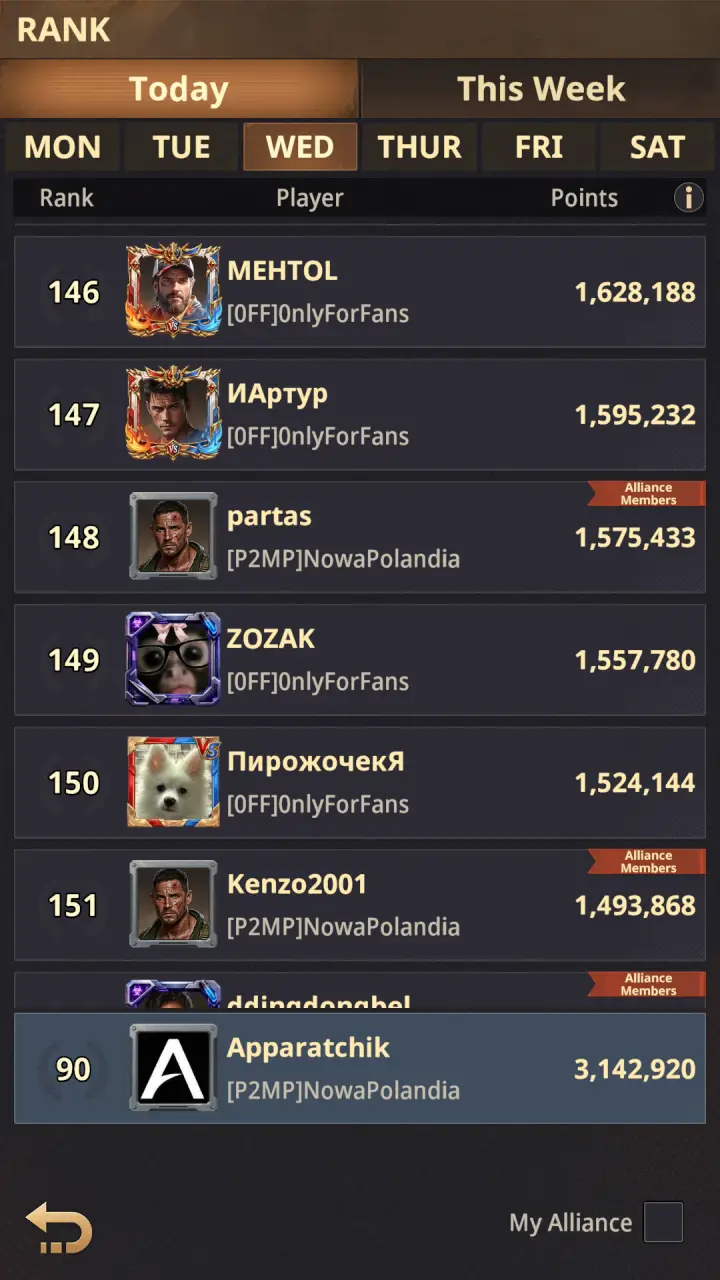 RANK
Today
This Week
MON TUE WED THUR FRI SAT
Rank Player Points i
146 MEHTOL 1,628,188
[0FF]0nlyForFans
147 ИАртур 1,595,232
[0FF]0nlyForFans
Alliance Members
148 partas 1,575,433
[P2MP]NowaPolandia
149 ZOZAK 1,557,780
[0FF]0nlyForFans
150 ПирожочекЯ 1,524,144
[0FF]0nlyForFans
Alliance Members
151 Kenzo2001 1,493,868
[P2MP]NowaPolandia
Alliance Members
ddingdongbel
90 Apparatchik 3,142,920
[P2MP]NowaPolandia
My Alliance